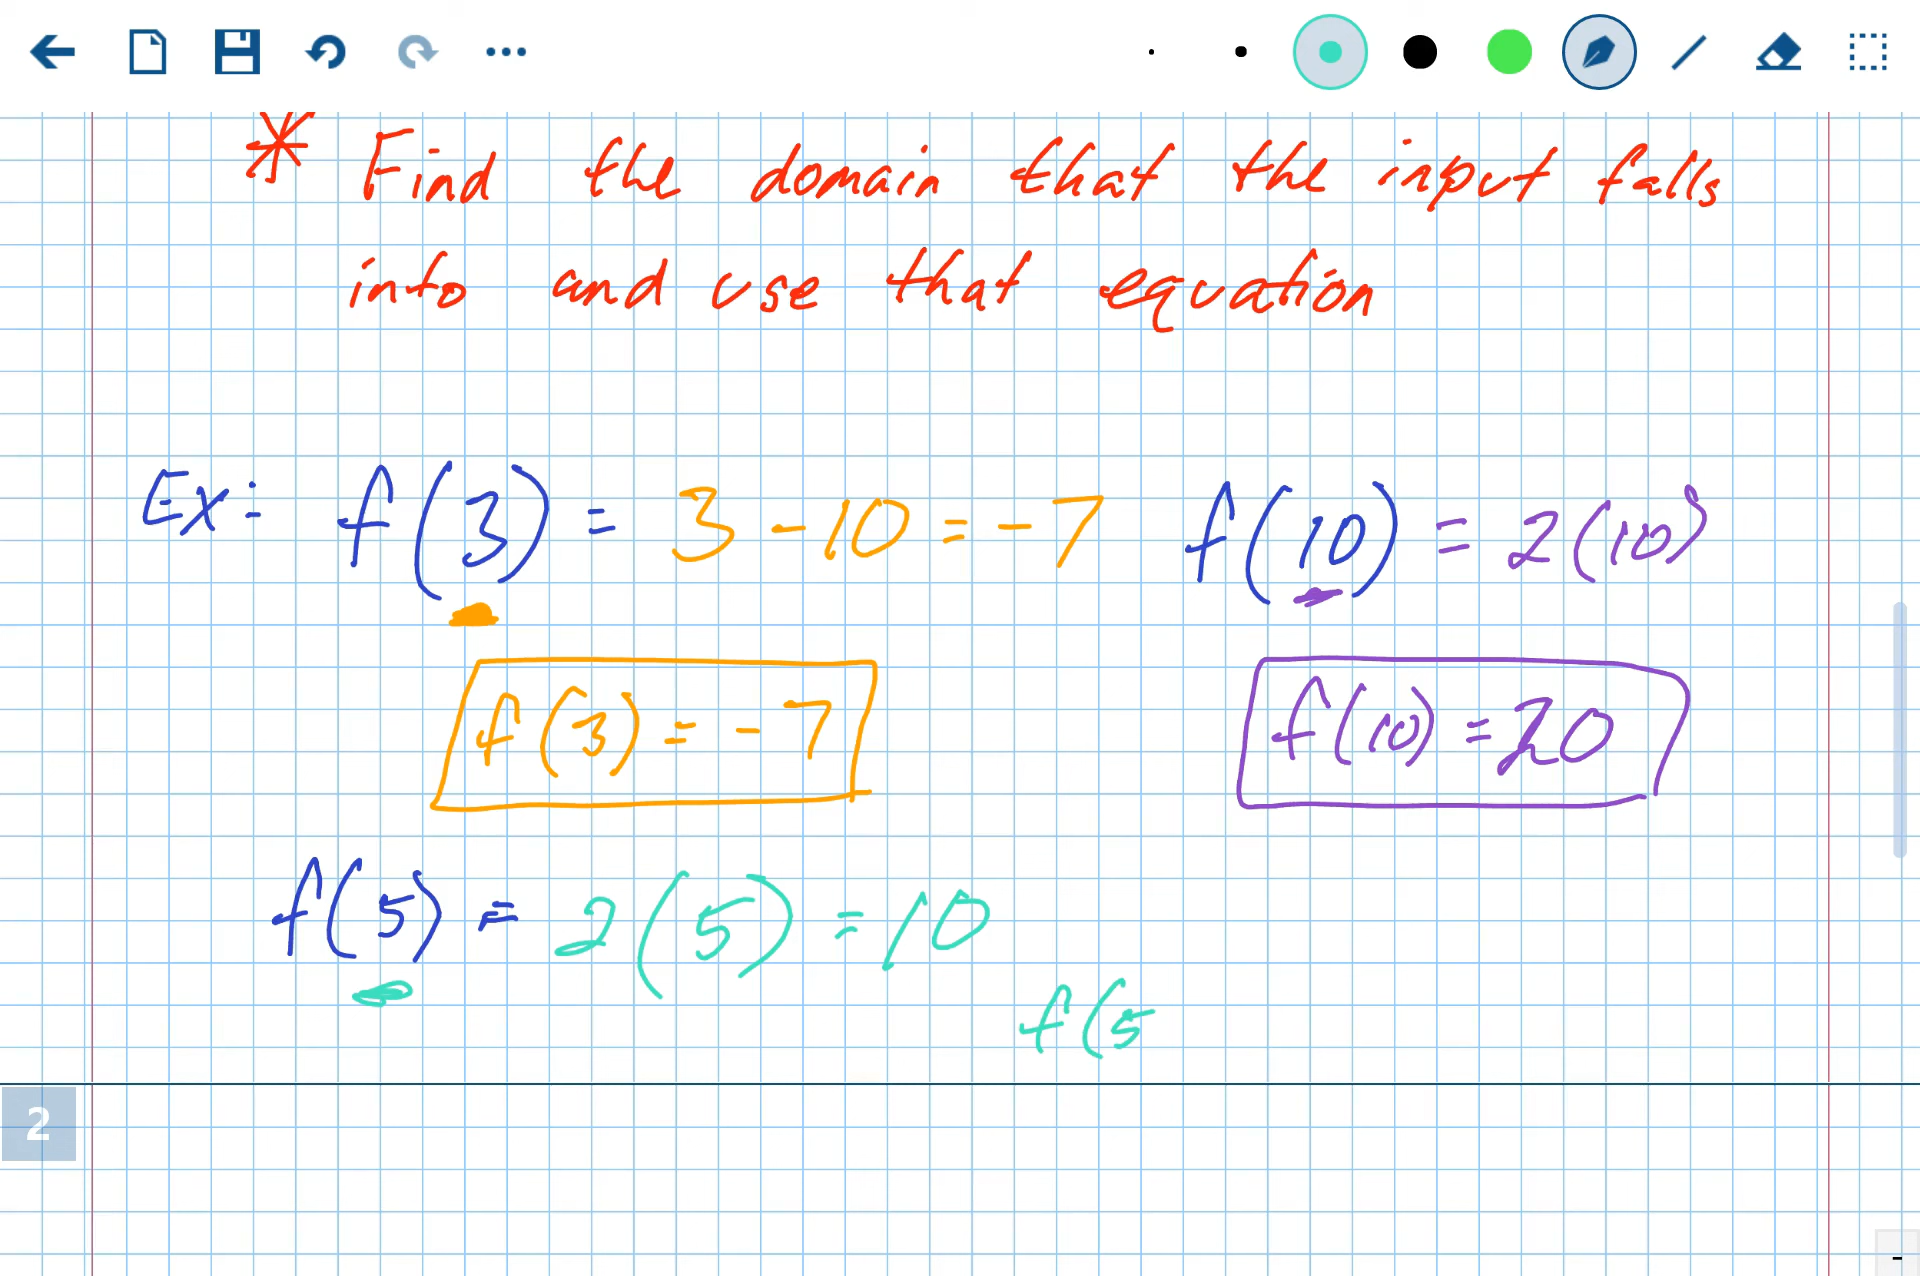 * Find the domain that the input falls
into and use that equation
Ex: f(3) = 3 - 10 = -7 f(10) = 2(10)
f(3) = -7 f(10) = 20
f(5) = 2(5) = 10
f(5
2